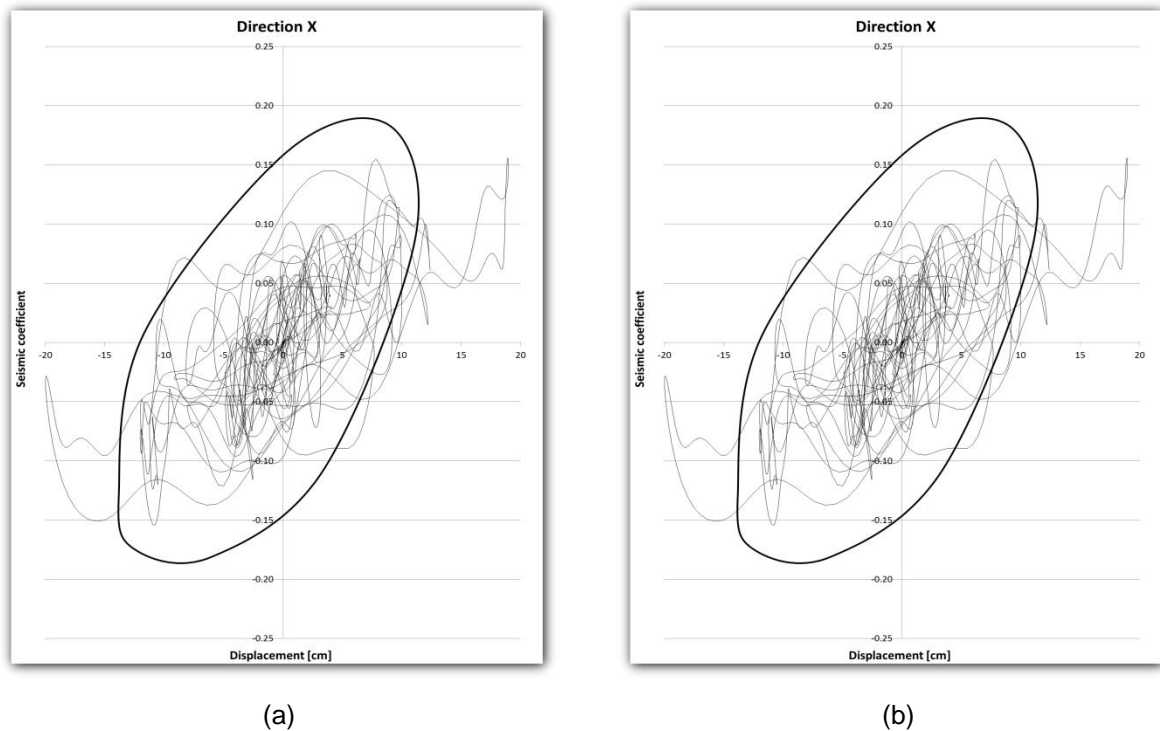 Direction X
0.25
0.20
0.15
0.10
0.05
0.00
-20 -15 -10 -5 0 5 10 15 20
-0.05
-0.10
-0.15
-0.20
-0.25
Seismic coefficient
Displacement [cm]
(a)
Direction X
0.25
0.20
0.15
0.10
0.05
0.00
-20 -15 -10 -5 0 5 10 15 20
-0.05
-0.10
-0.15
-0.20
-0.25
Seismic coefficient
Displacement [cm]
(b)